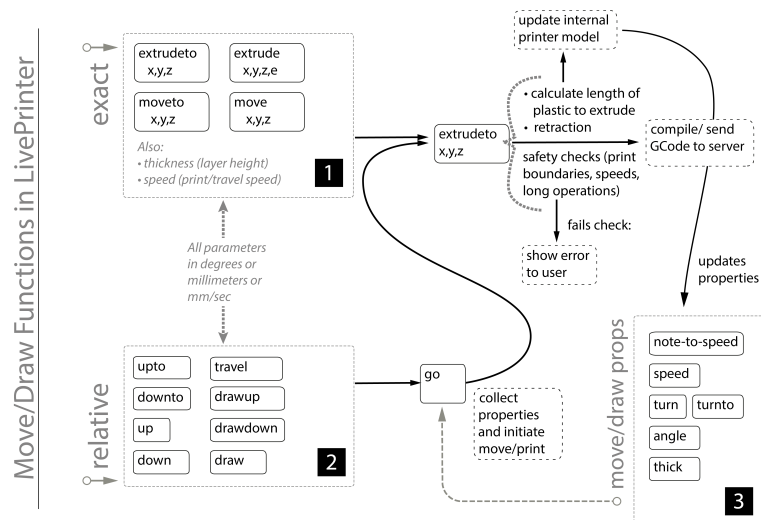 Move/Draw Functions in LivePrinter
exact
extrudeto
x,y,z
extrude
x,y,z,e
moveto
x,y,z
move
x,y,z
Also:
• thickness (layer height)
• speed (print/travel speed)
1
All parameters
in degrees or
millimeters or
mm/sec
relative
upto
travel
downto
drawup
up
drawdown
down
draw
2
go
collect
properties
and initiate
move/print
extrudeto
x,y,z
update internal
printer model
• calculate length of
plastic to extrude
• retraction
safety checks (print
boundaries, speeds,
long operations)
fails check:
show error
to user
compile/ send
GCode to server
updates
properties
move/draw props
note-to-speed
speed
turn
turnto
angle
thick
3